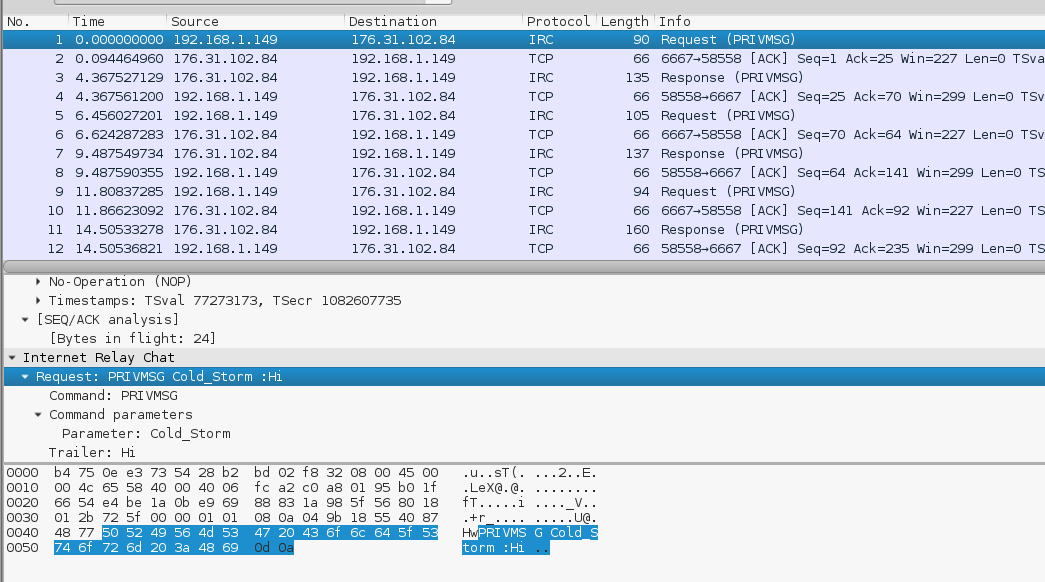 No. Time Source Destination Protocol Length Info
1 0.000000000 192.168.1.149 176.31.102.84 IRC 90 Request (PRIVMSG)
2 0.094464960 176.31.102.84 192.168.1.149 TCP 66 6667→58558 [ACK] Seq=1 Ack=25 Win=227 Len=0 TSva
3 4.367527129 176.31.102.84 192.168.1.149 IRC 135 Response (PRIVMSG)
4 4.367561200 192.168.1.149 176.31.102.84 TCP 66 58558→6667 [ACK] Seq=25 Ack=70 Win=299 Len=0 TSv
5 6.456027201 192.168.1.149 176.31.102.84 IRC 105 Request (PRIVMSG)
6 6.624287283 176.31.102.84 192.168.1.149 TCP 66 6667→58558 [ACK] Seq=70 Ack=64 Win=227 Len=0 TSv
7 9.487549734 176.31.102.84 192.168.1.149 IRC 137 Response (PRIVMSG)
8 9.487590355 192.168.1.149 176.31.102.84 TCP 66 58558→6667 [ACK] Seq=64 Ack=141 Win=299 Len=0 TS
9 11.80837285 192.168.1.149 176.31.102.84 IRC 94 Request (PRIVMSG)
10 11.86623092 176.31.102.84 192.168.1.149 TCP 66 6667→58558 [ACK] Seq=141 Ack=92 Win=227 Len=0 TS
11 14.50533278 176.31.102.84 192.168.1.149 IRC 160 Response (PRIVMSG)
12 14.50536821 192.168.1.149 176.31.102.84 TCP 66 58558→6667 [ACK] Seq=92 Ack=235 Win=299 Len=0 TS
No-Operation (NOP)
Timestamps: TSval 77273173, TSecr 1082607735
[SEQ/ACK analysis]
[Bytes in flight: 24]
Internet Relay Chat
Request: PRIVMSG Cold_Storm :Hi
Command: PRIVMSG
Command parameters
Parameter: Cold_Storm
Trailer: Hi
0000 b4 75 0e e3 73 54 28 b2 bd 02 f8 32 08 00 45 00 .u..sT(. ...2..E.
0010 00 4c 65 58 40 00 40 06 fc a2 c0 a8 01 95 b0 1f .LeX@.@. ........
0020 66 54 e4 be 1a 0b e9 69 88 83 1a 98 5f 56 80 18 fT.....i ...._V..
0030 01 2b 72 5f 00 00 01 01 08 0a 04 9b 18 55 40 87 .+r_.... .....U@.
0040 48 77 50 52 49 56 4d 53 47 20 43 6f 6c 64 5f 53 HwPRIVMS G Cold_S
0050 74 6f 72 6d 20 3a 48 69 0d 0a torm :Hi ..